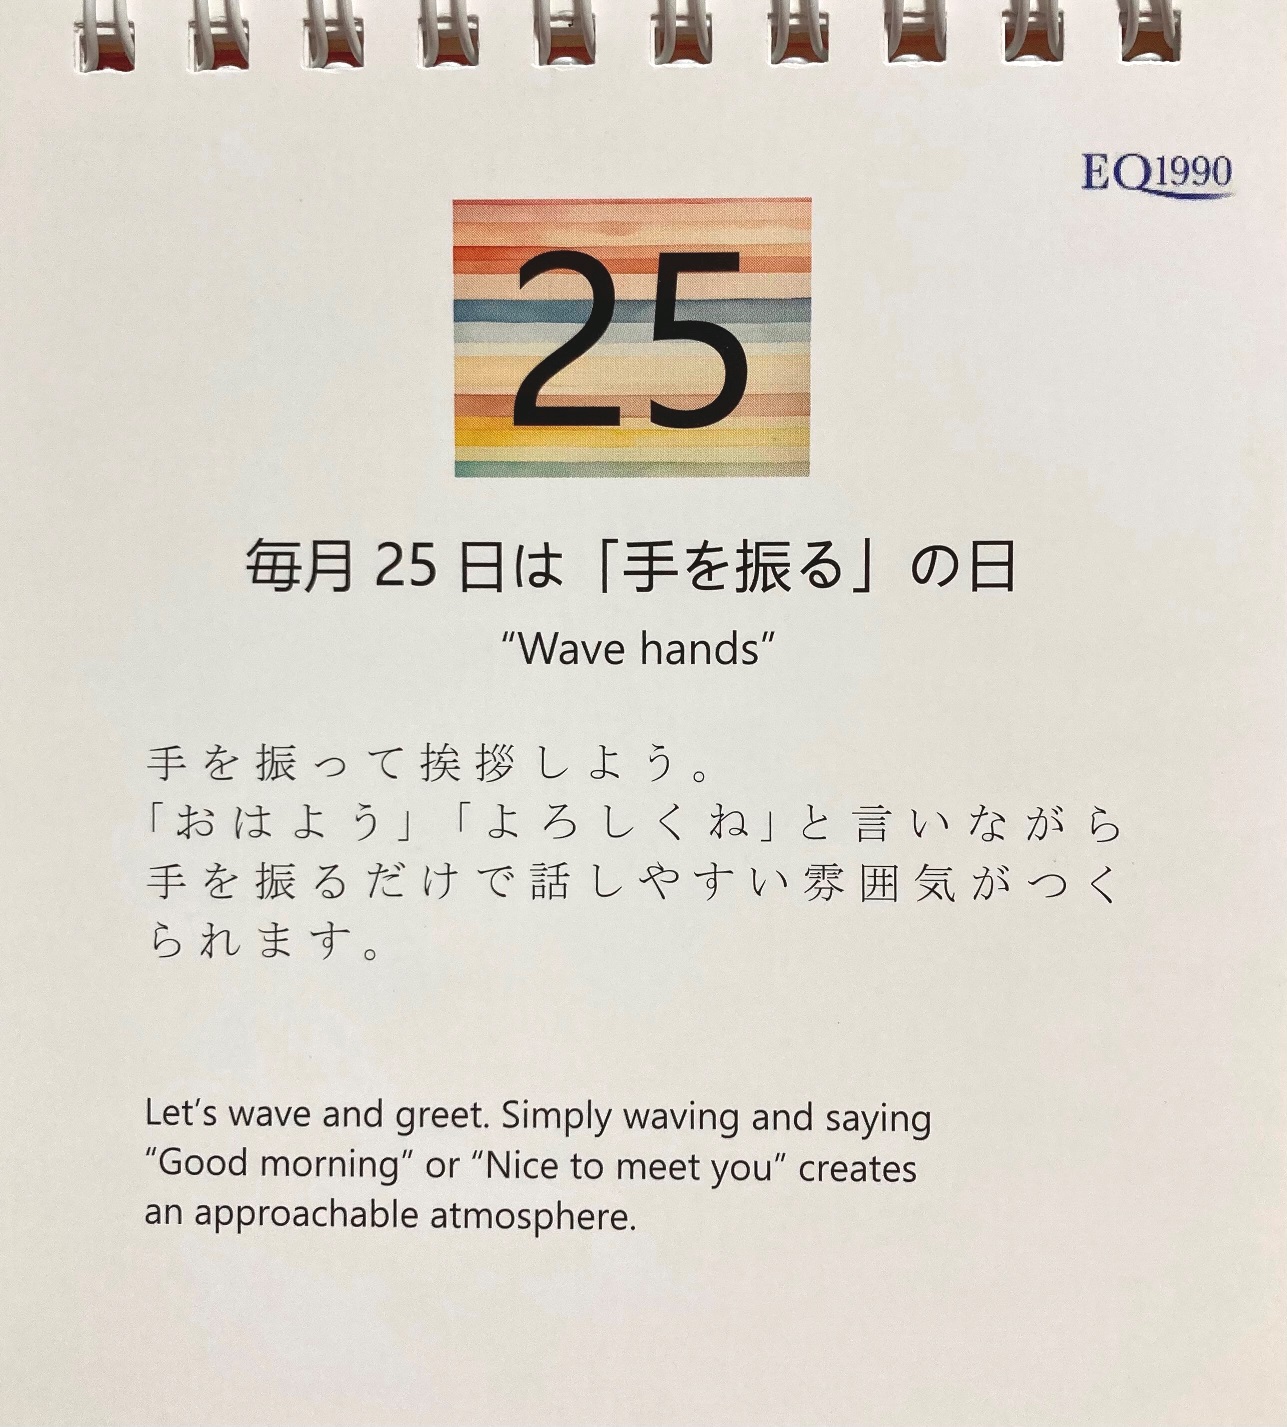 EQ1990
25
毎月 25 日は「手を振る」の日
“Wave hands”
手を振って挨拶しよう。
「おはよう」「よろしくね」と言いながら
手を振るだけで話しやすい雰囲気がつく
られます。
Let’s wave and greet. Simply waving and saying
“Good morning” or “Nice to meet you” creates
an approachable atmosphere.